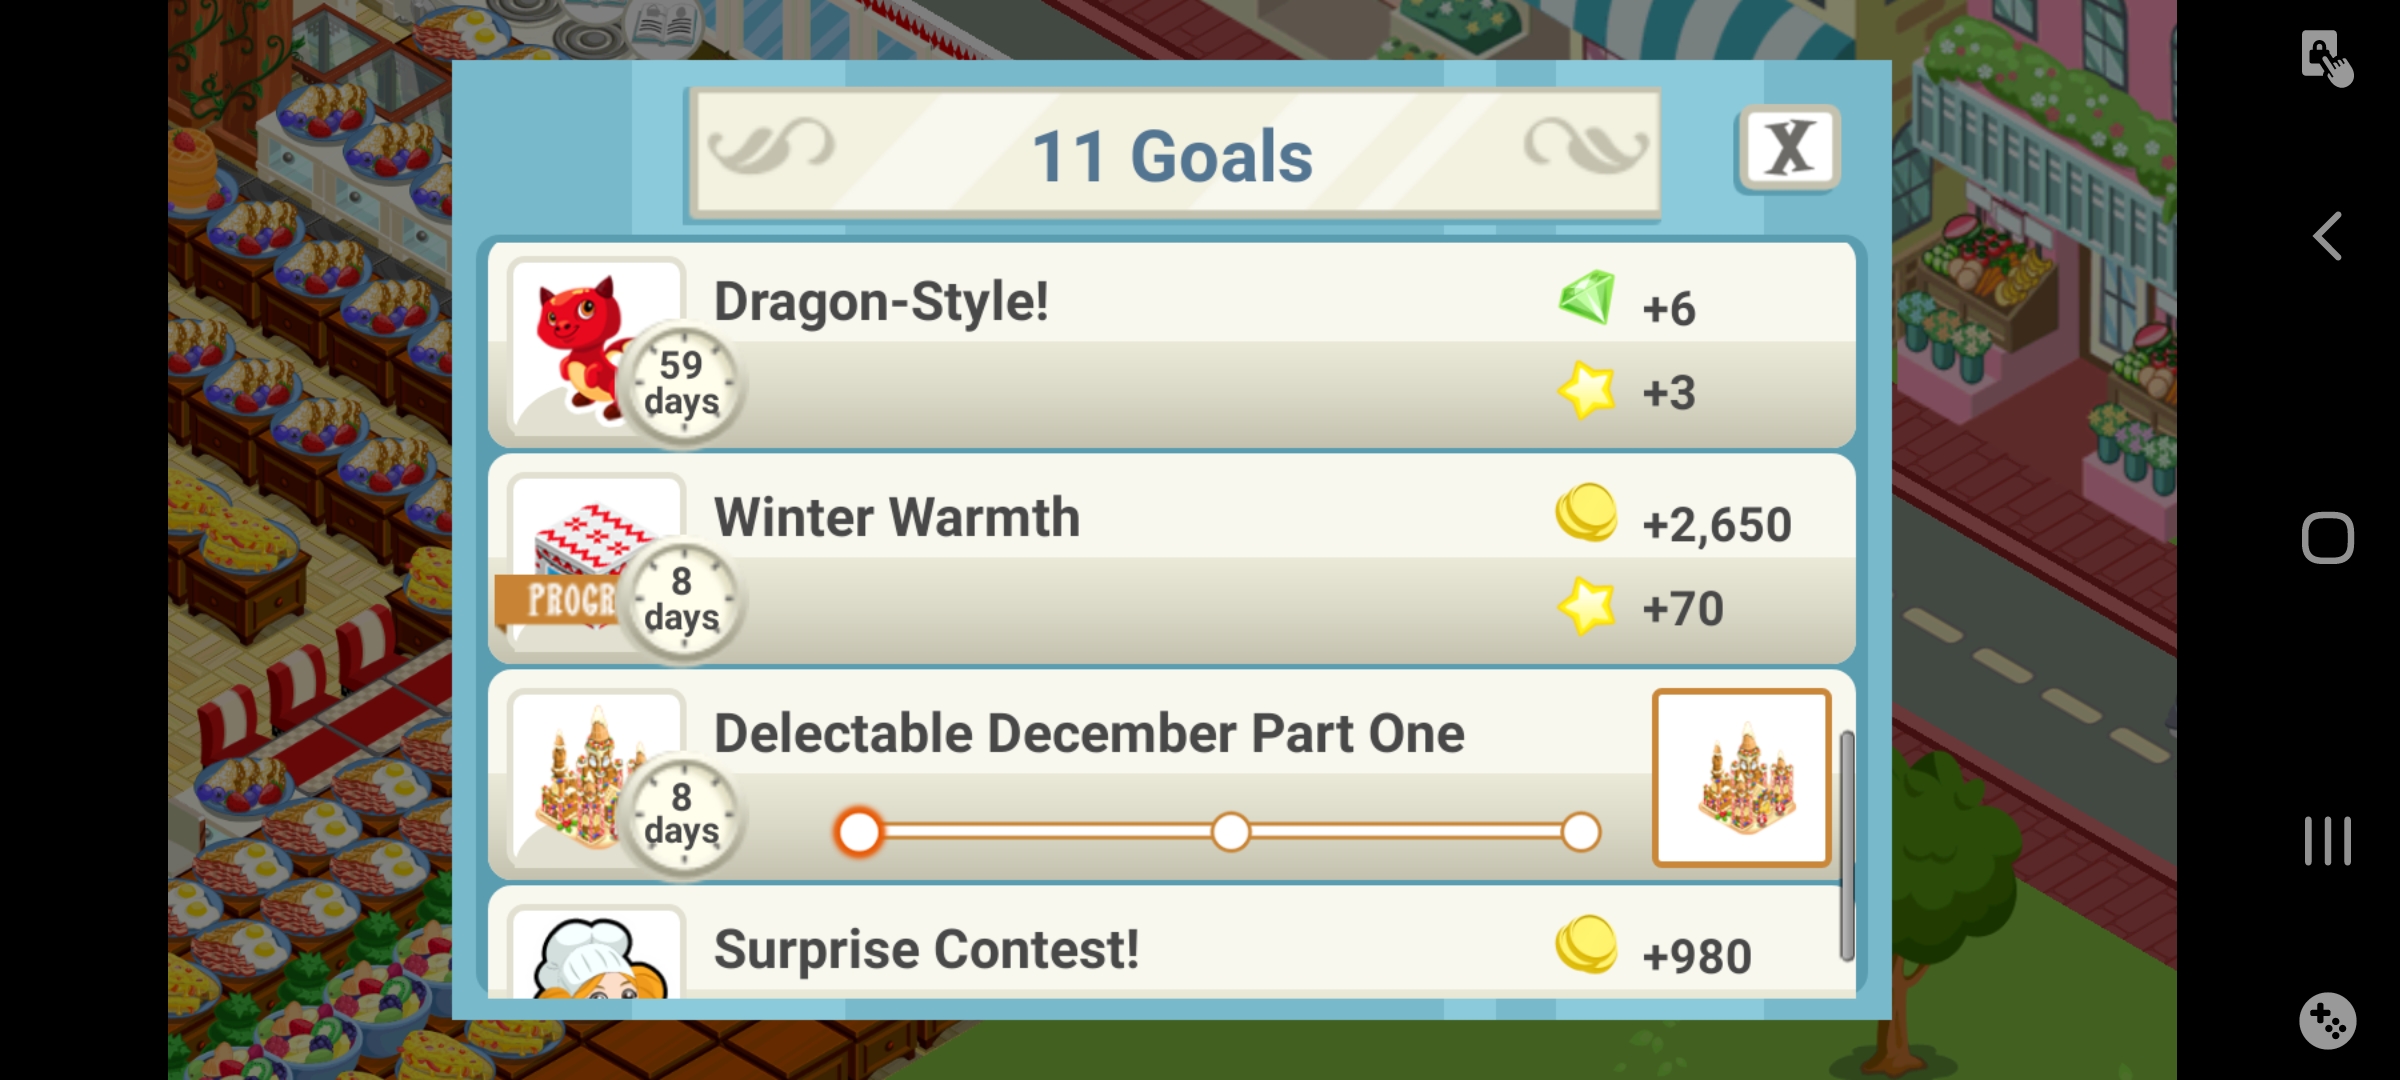 11 Goals
X
Dragon-Style!
+6
59
days
+3
Winter Warmth
+2,650
PROGR
8
days
+70
Delectable December Part One
8
days
Surprise Contest!
+980